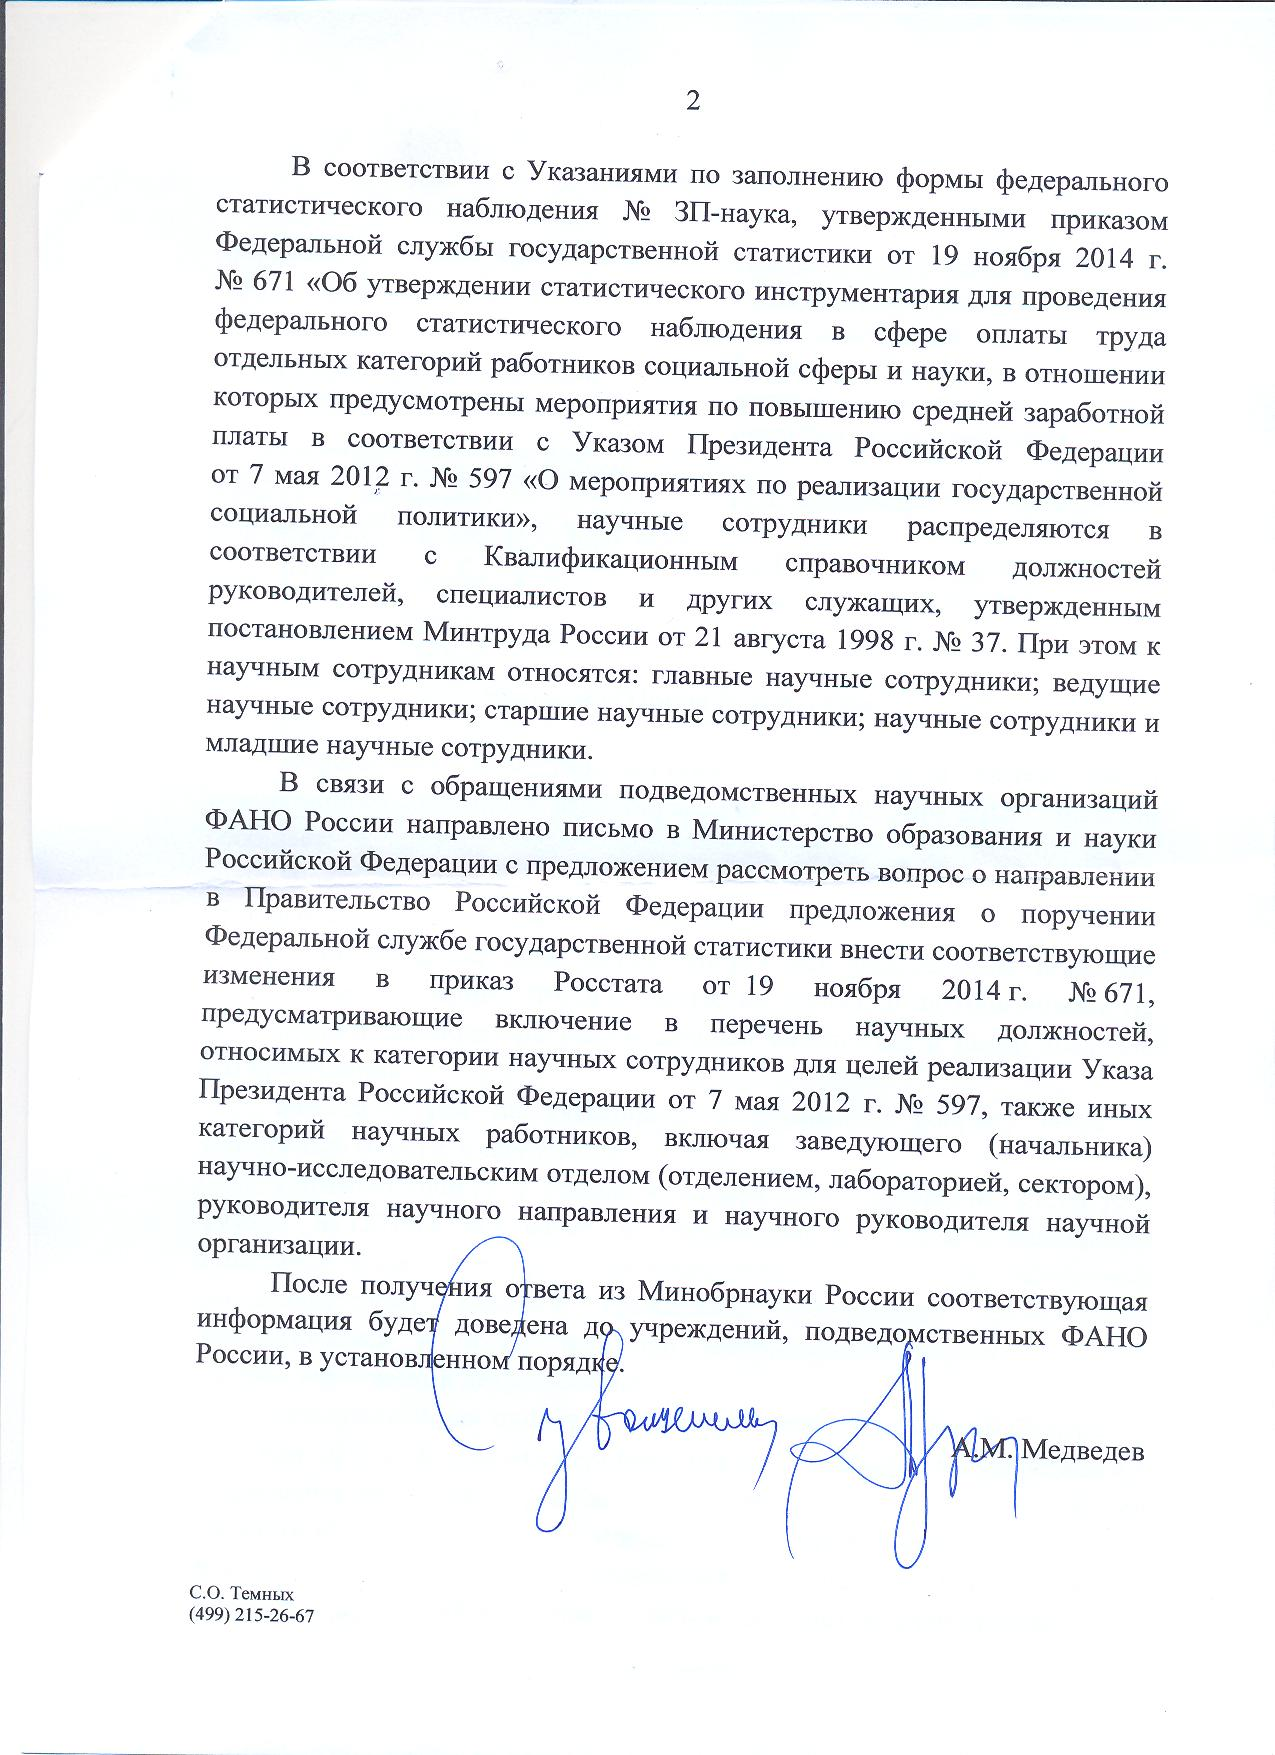 2
В соответствии с Указаниями по заполнению формы федерального
статистического наблюдения № ЗП-наука, утвержденными приказом
Федеральной службы государственной статистики от 19 ноября 2014 г.
№ 671 «Об утверждении статистического инструментария для проведения
федерального статистического наблюдения в сфере оплаты труда
отдельных категорий работников социальной сферы и науки, в отношении
которых предусмотрены мероприятия по повышению средней заработной
платы в соответствии с Указом Президента Российской Федерации
от 7 мая 2012 г. № 597 «О мероприятиях по реализации государственной
социальной политики», научные сотрудники распределяются в
соответствии с Квалификационным справочником должностей
руководителей, специалистов и других служащих, утвержденным
постановлением Минтруда России от 21 августа 1998 г. № 37. При этом к
научным сотрудникам относятся: главные научные сотрудники; ведущие
научные сотрудники; старшие научные сотрудники; научные сотрудники и
младшие научные сотрудники.
В связи с обращениями подведомственных научных организаций
ФАНО России направлено письмо в Министерство образования и науки
Российской Федерации с предложением рассмотреть вопрос о направлении
в Правительство Российской Федерации предложения о поручении
Федеральной службе государственной статистики внести соответствующие
изменения в приказ Росстата от 19 ноября 2014 г. № 671,
предусматривающие включение в перечень научных должностей,
относимых к категории научных сотрудников для целей реализации Указа
Президента Российской Федерации от 7 мая 2012 г. № 597, также иных
категорий научных работников, включая заведующего (начальника)
научно-исследовательским отделом (отделением, лабораторией, сектором),
руководителя научного направления и научного руководителя научной
организации.
После получения ответа из Минобрнауки России соответствующая
информация будет доведена до учреждений, подведомственных ФАНО
России, в установленном порядке.
С уважением
А.М. Медведев
С.О. Темных
(499) 215-26-67